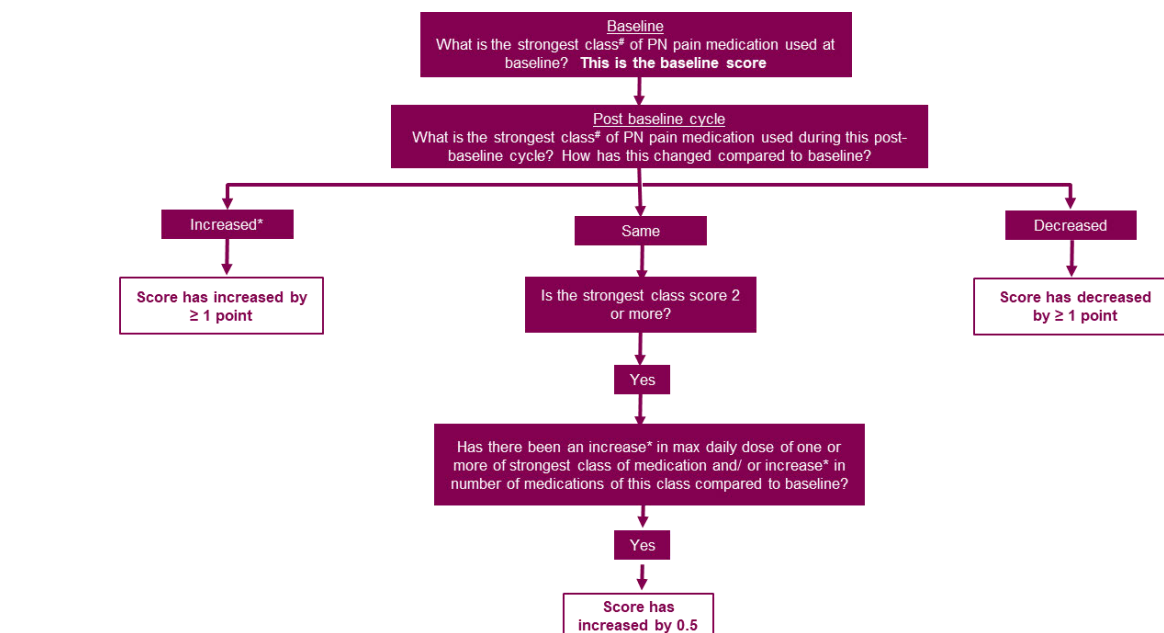 Baseline
What is the strongest class# of PN pain medication used at
baseline?  This is the baseline score
Post baseline cycle
What is the strongest class# of PN pain medication used during this post-
baseline cycle?  How has this changed compared to baseline?
Increased*
Same
Decreased
Score has increased by
≥ 1 point
Is the strongest class score 2
or more?
Score has decreased
by ≥ 1 point
Yes
Has there been an increase* in max daily dose of one or
more of strongest class of medication and/ or increase* in
number of medications of this class compared to baseline?
Yes
Score has
increased by 0.5